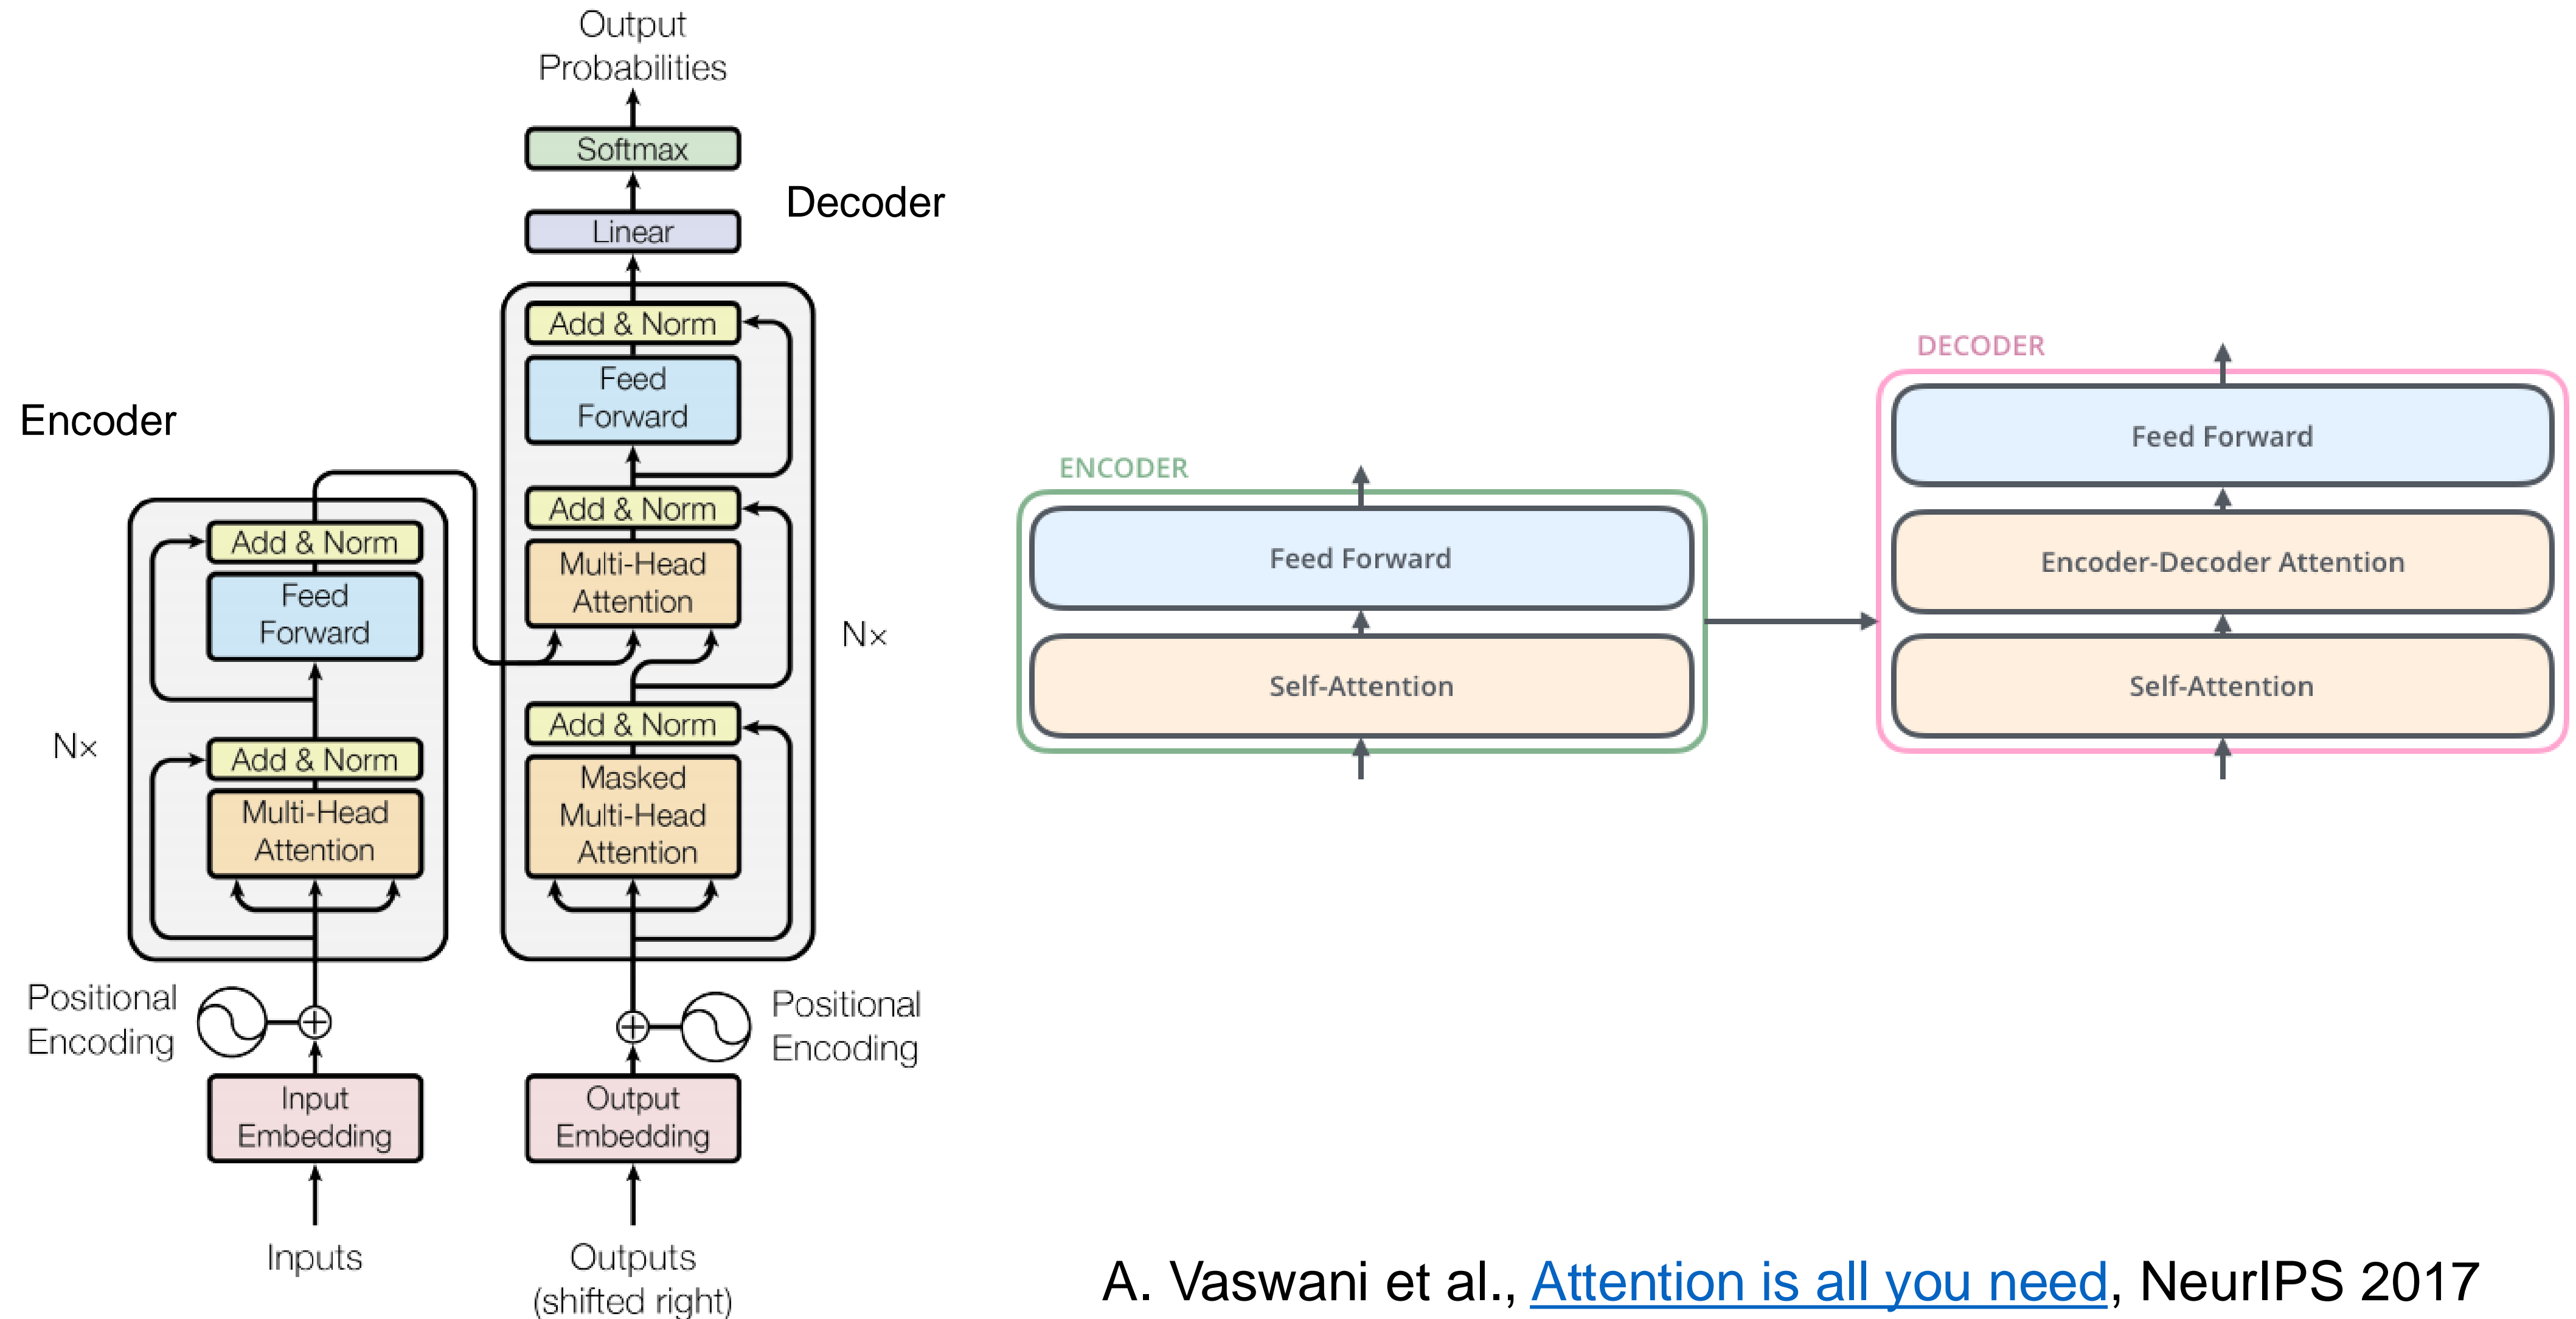 Output
Probabilities
Softmax
Linear
Decoder
Add & Norm
Feed
Forward
Add & Norm
Multi-Head
Attention
N×
Add & Norm
Masked
Multi-Head
Attention
Positional
Encoding
Output
Embedding
Outputs
(shifted right)
Encoder
Add & Norm
Feed
Forward
N×
Add & Norm
Multi-Head
Attention
Positional
Encoding
Input
Embedding
Inputs
ENCODER
Feed Forward
Self-Attention
DECODER
Feed Forward
Encoder-Decoder Attention
Self-Attention
A. Vaswani et al., Attention is all you need, NeurIPS 2017